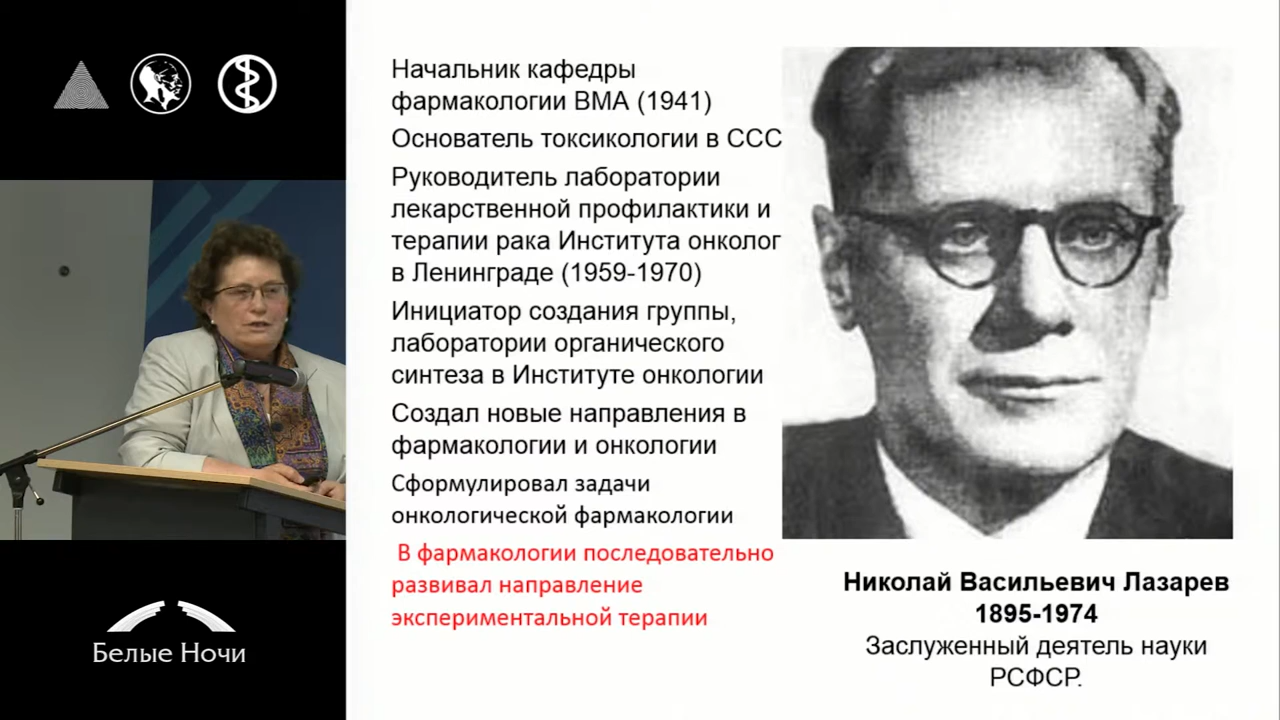 Начальник кафедры
фармакологии ВМА (1941)
Основатель токсикологии в ССС
Руководитель лаборатории
лекарственной профилактики и
терапии рака Института онколог
в Ленинграде (1959-1970)
Инициатор создания группы,
лаборатории органического
синтеза в Институте онкологии
Создал новые направления в
фармакологии и онкологии
Сформулировал задачи
онкологической фармакологии
В фармакологии последовательно
развивал направление
экспериментальной терапии
Николай Васильевич Лазарев
1895-1974
Заслуженный деятель науки
РСФСР.
Белые Ночи